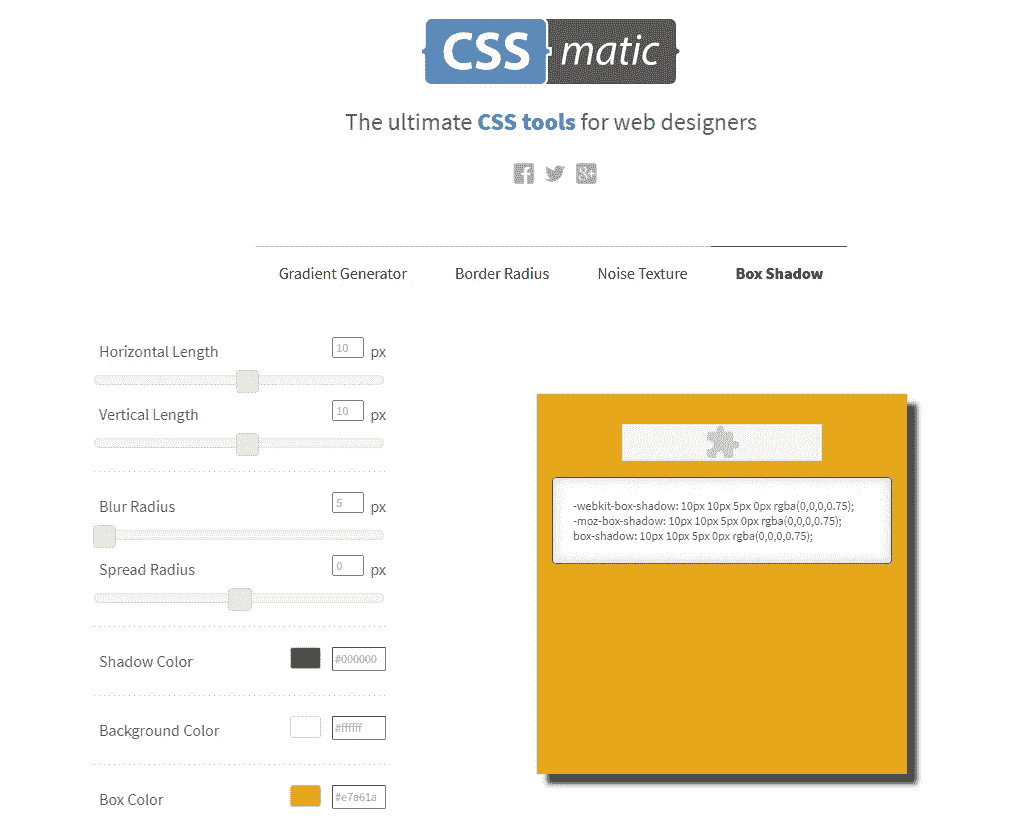 CSS matic
The ultimate CSS tools for web designers
Gradient Generator Border Radius Noise Texture Box Shadow
Horizontal Length 10 px
Vertical Length 10 px
Blur Radius 5 px
Spread Radius 0 px
Shadow Color #000000
Background Color #ffffff
Box Color #e7a61a
-webkit-box-shadow: 10px 10px 5px 0px rgba(0,0,0,0.75);
-moz-box-shadow: 10px 10px 5px 0px rgba(0,0,0,0.75);
box-shadow: 10px 10px 5px 0px rgba(0,0,0,0.75);